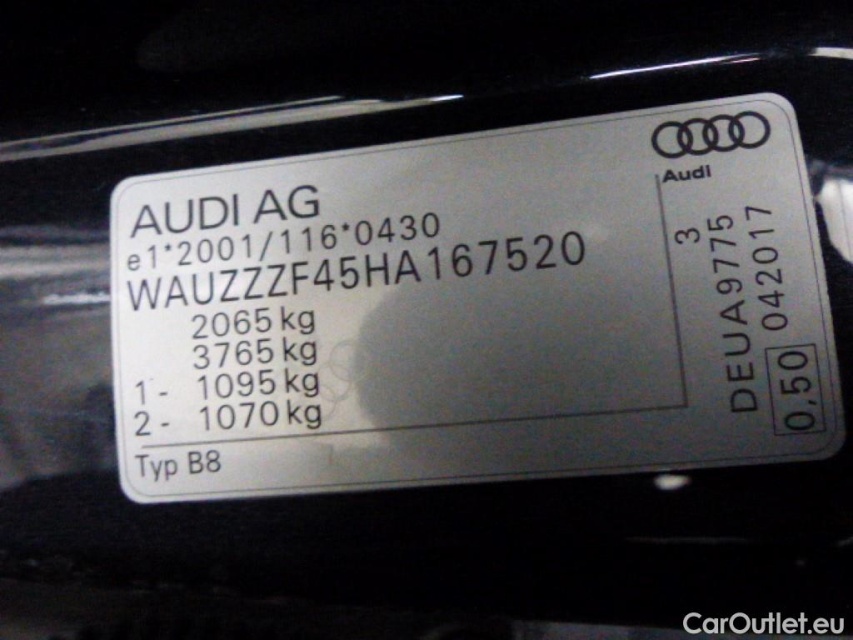 AUDI AG
e1*2001/116*0430
WAUZZZF45HA167520
2065 kg
3765 kg
1 - 1095 kg
2 - 1070 kg
Typ B8
Audi
3
DEUA9775
042017
0,50
CarOutlet.eu